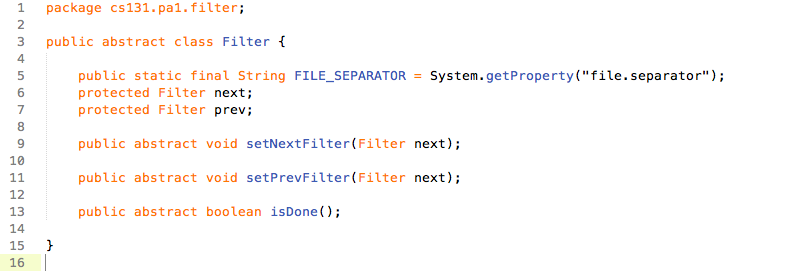 1 package cs131.pa1.filter;
2
3 public abstract class Filter {
4
5 public static final String FILE_SEPARATOR = System.getProperty("file.separator");
6 protected Filter next;
7 protected Filter prev;
8
9 public abstract void setNextFilter(Filter next);
10
11 public abstract void setPrevFilter(Filter next);
12
13 public abstract boolean isDone();
14
15 }
16